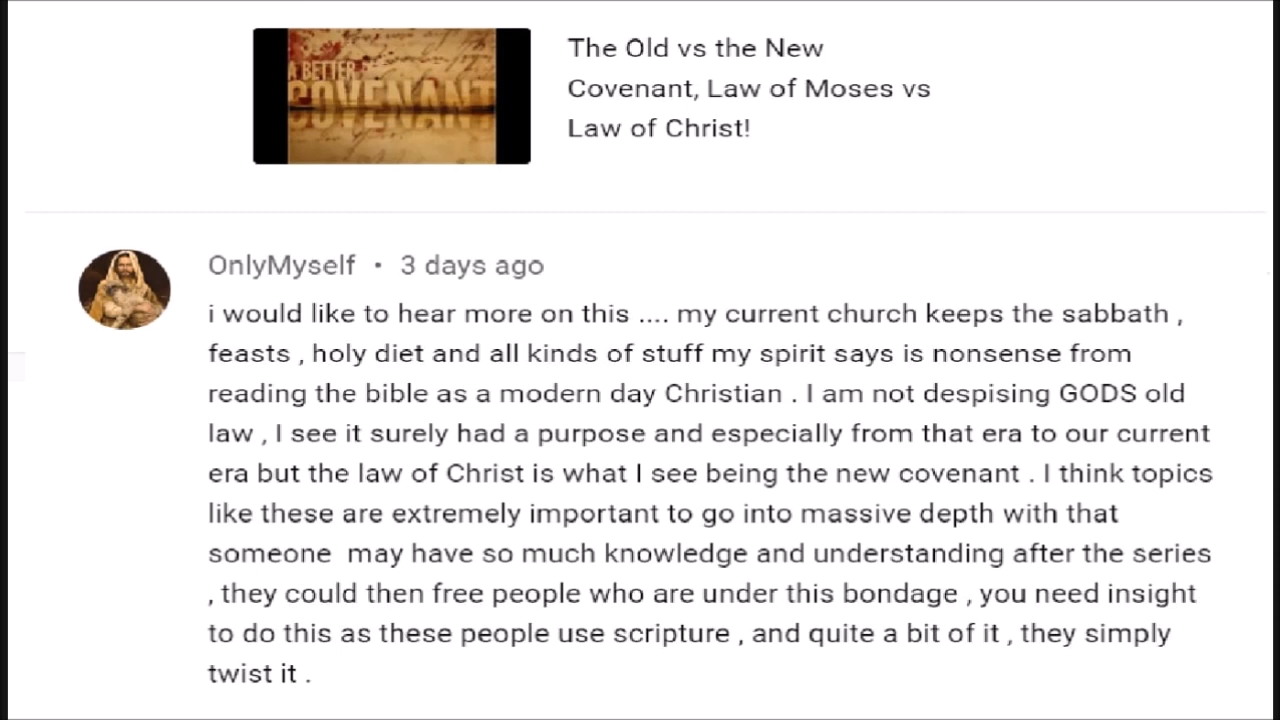 A BETTER
COVENANT
The Old vs the New
Covenant, Law of Moses vs
Law of Christ!
OnlyMyself • 3 days ago
i would like to hear more on this .... my current church keeps the sabbath ,
feasts , holy diet and all kinds of stuff my spirit says is nonsense from
reading the bible as a modern day Christian . I am not despising GODS old
law , I see it surely had a purpose and especially from that era to our current
era but the law of Christ is what I see being the new covenant . I think topics
like these are extremely important to go into massive depth with that
someone  may have so much knowledge and understanding after the series
, they could then free people who are under this bondage , you need insight
to do this as these people use scripture , and quite a bit of it , they simply
twist it .